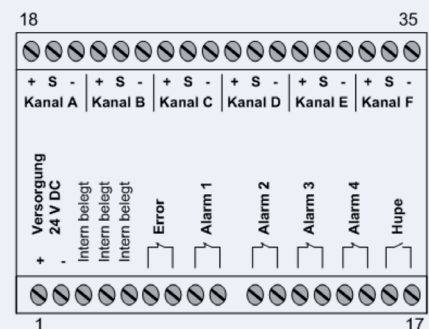 18 35
+ S - + S - + S - + S - + S - + S -
Kanal A Kanal B Kanal C Kanal D Kanal E Kanal F
+ Versorgung
- 24 V DC
Intern belegt
Intern belegt
Intern belegt
Error
Alarm 1
Alarm 2
Alarm 3
Alarm 4
Hupe
1 17